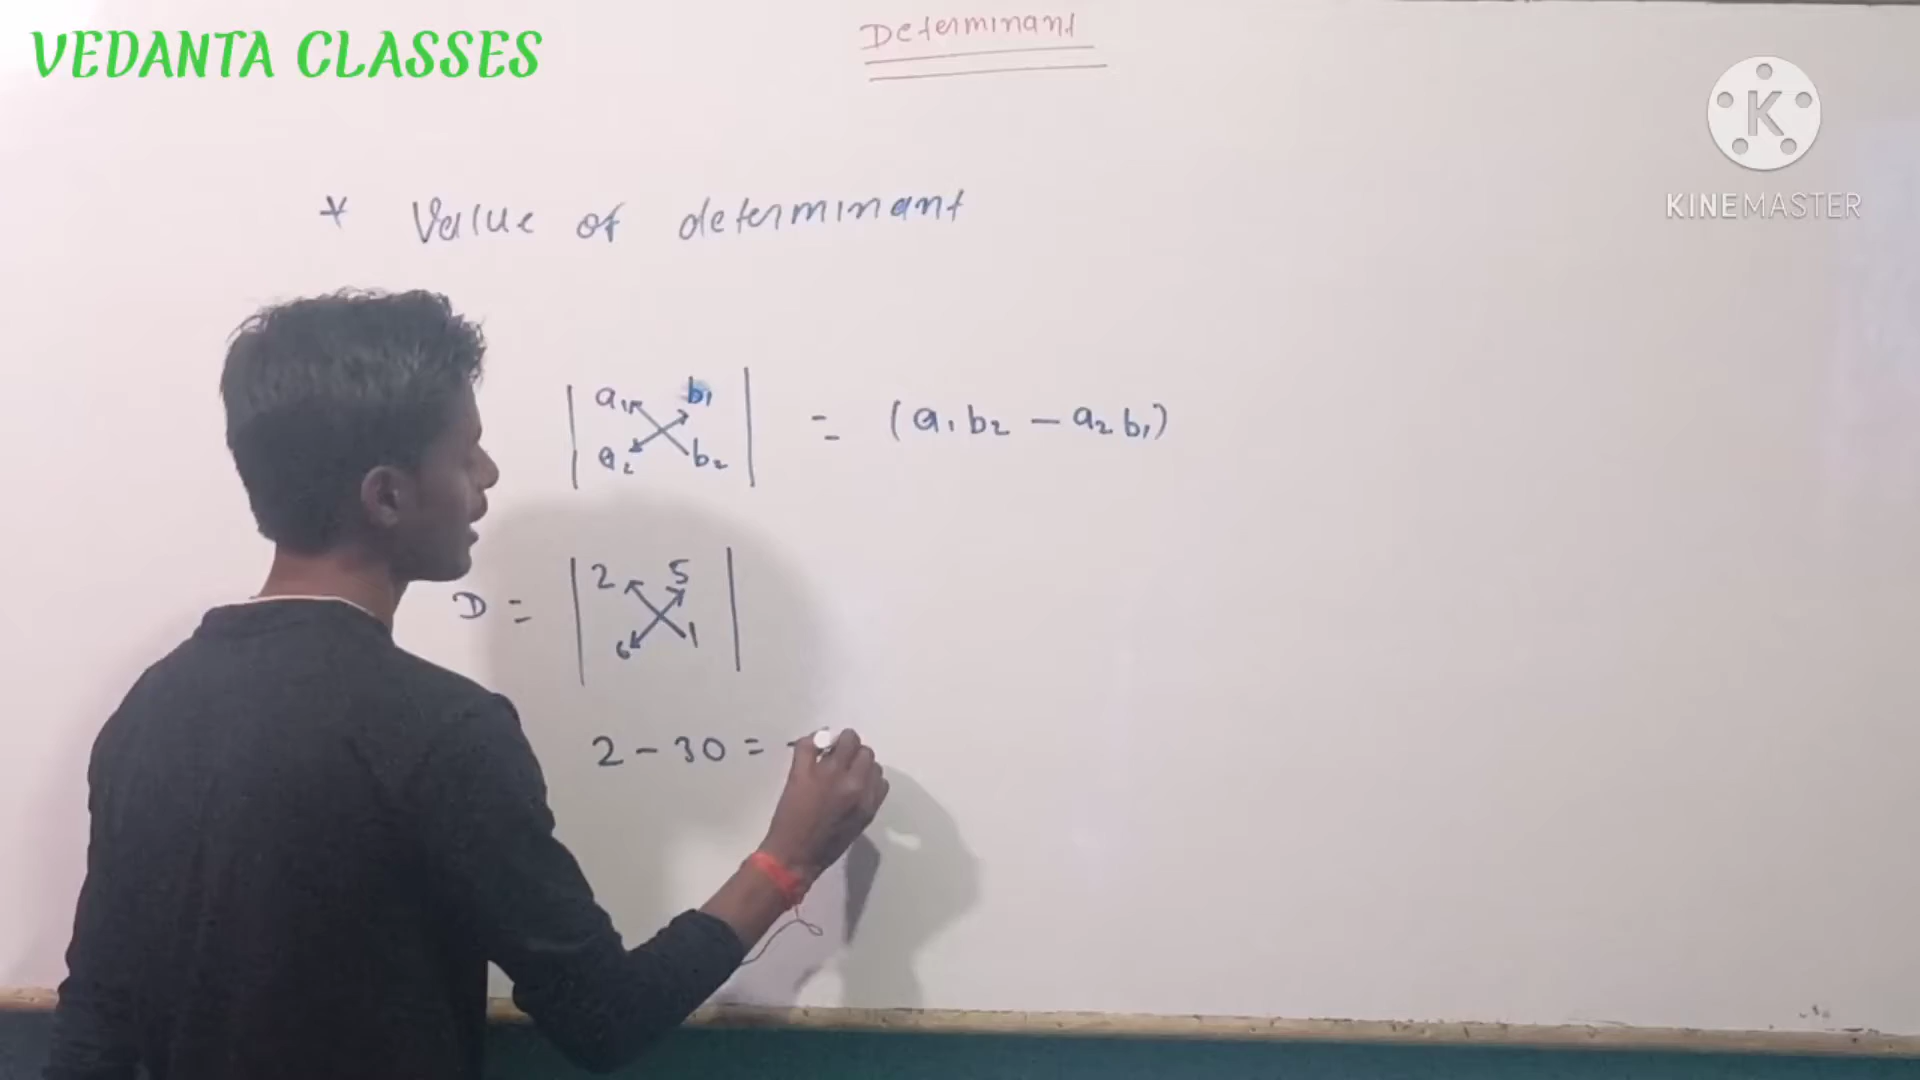 VEDANTA CLASSES
Determinant
K
KINEMASTER
* Value of determinant
| a₁ b₁ |
| a₂ b₂ | = (a₁b₂ - a₂b₁)
D = | 2 5 |
| 6 1 |
2 - 30 = -